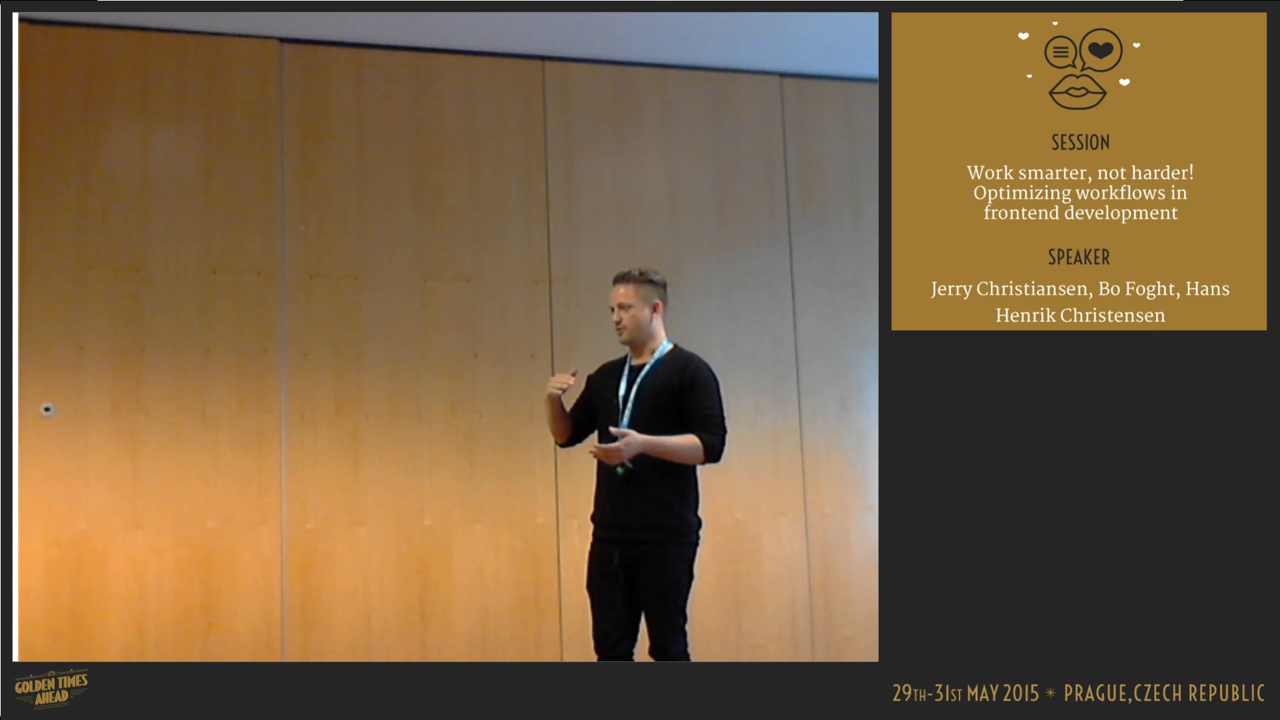 SESSION
Work smarter, not harder!
Optimizing workflows in
frontend development
SPEAKER
Jerry Christiansen, Bo Foght, Hans
Henrik Christensen
GOLDEN TIMES
AHEAD
29TH-31ST MAY 2015 * PRAGUE,CZECH REPUBLIC